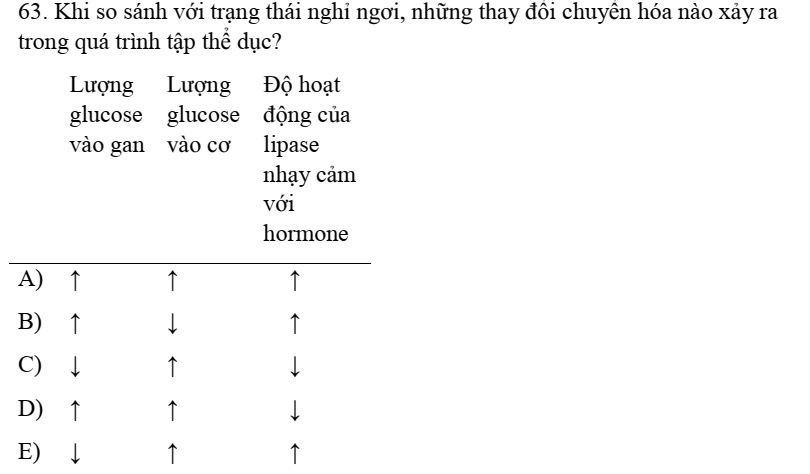 63. Khi so sánh với trạng thái nghỉ ngơi, những thay đổi chuyển hóa nào xảy ra
trong quá trình tập thể dục?
Lượng Lượng Độ hoạt
glucose glucose động của
vào gan vào cơ lipase
nhạy cảm
với
hormone
A) ↑ ↑ ↑
B) ↑ ↓ ↑
C) ↓ ↑ ↓
D) ↑ ↑ ↓
E) ↓ ↑ ↑